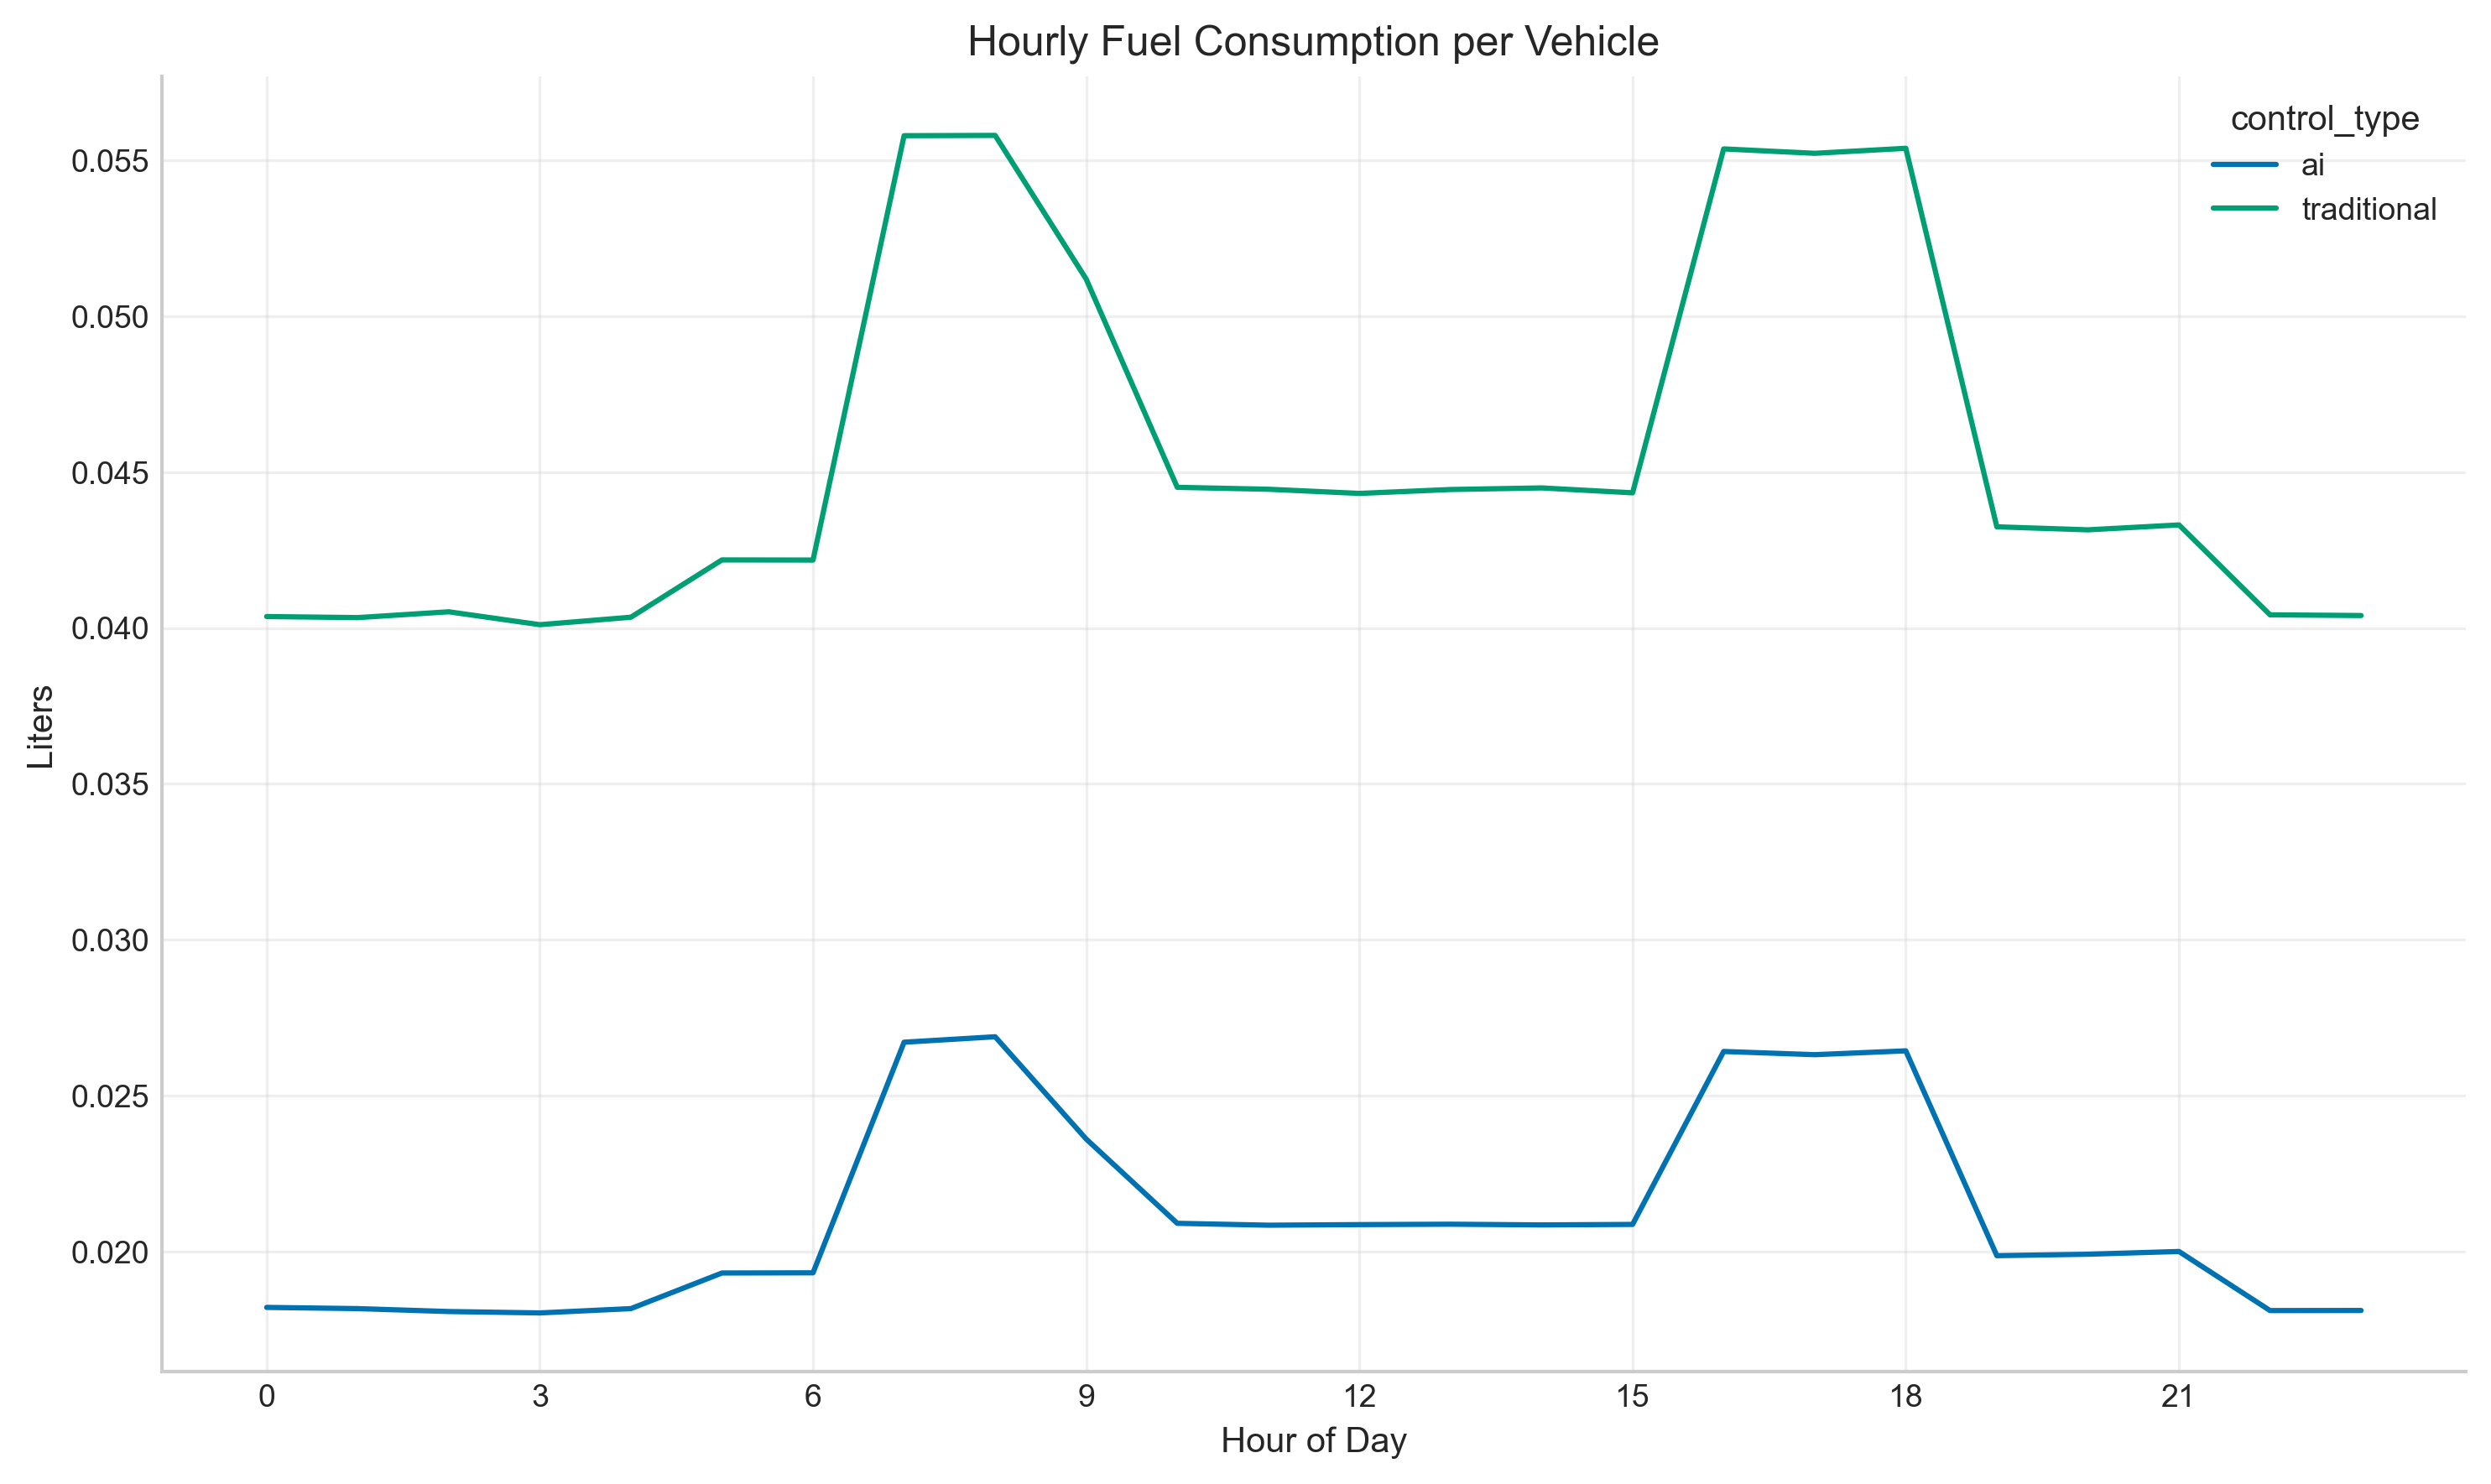 Hourly Fuel Consumption per Vehicle
control_type
ai
traditional
0.055
0.050
0.045
0.040
0.035
0.030
0.025
0.020
Liters
0 3 6 9 12 15 18 21
Hour of Day